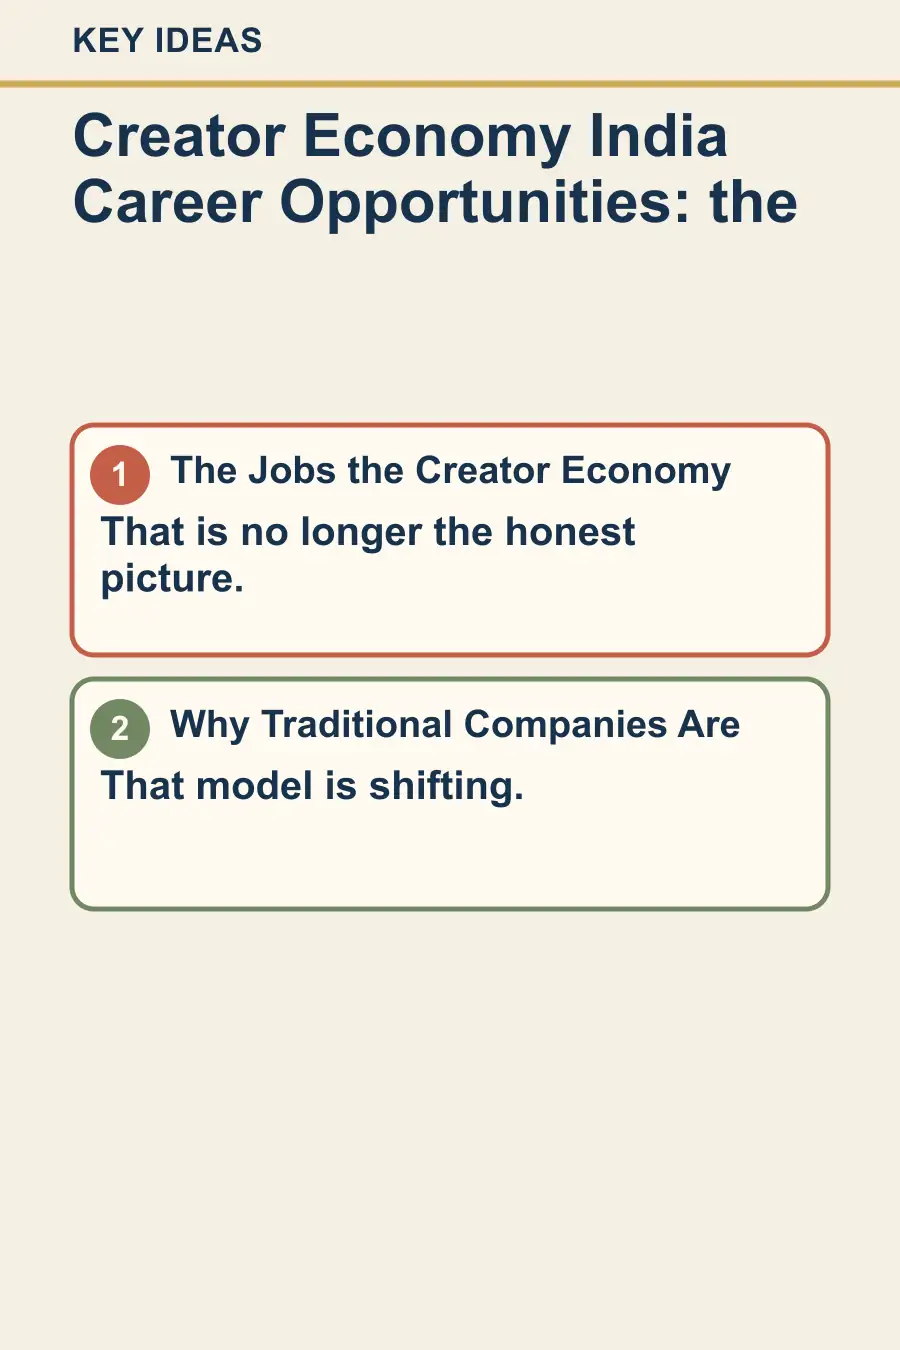 KEY IDEAS
Creator Economy India
Career Opportunities: the
1 The Jobs the Creator Economy
That is no longer the honest
picture.
2 Why Traditional Companies Are
That model is shifting.